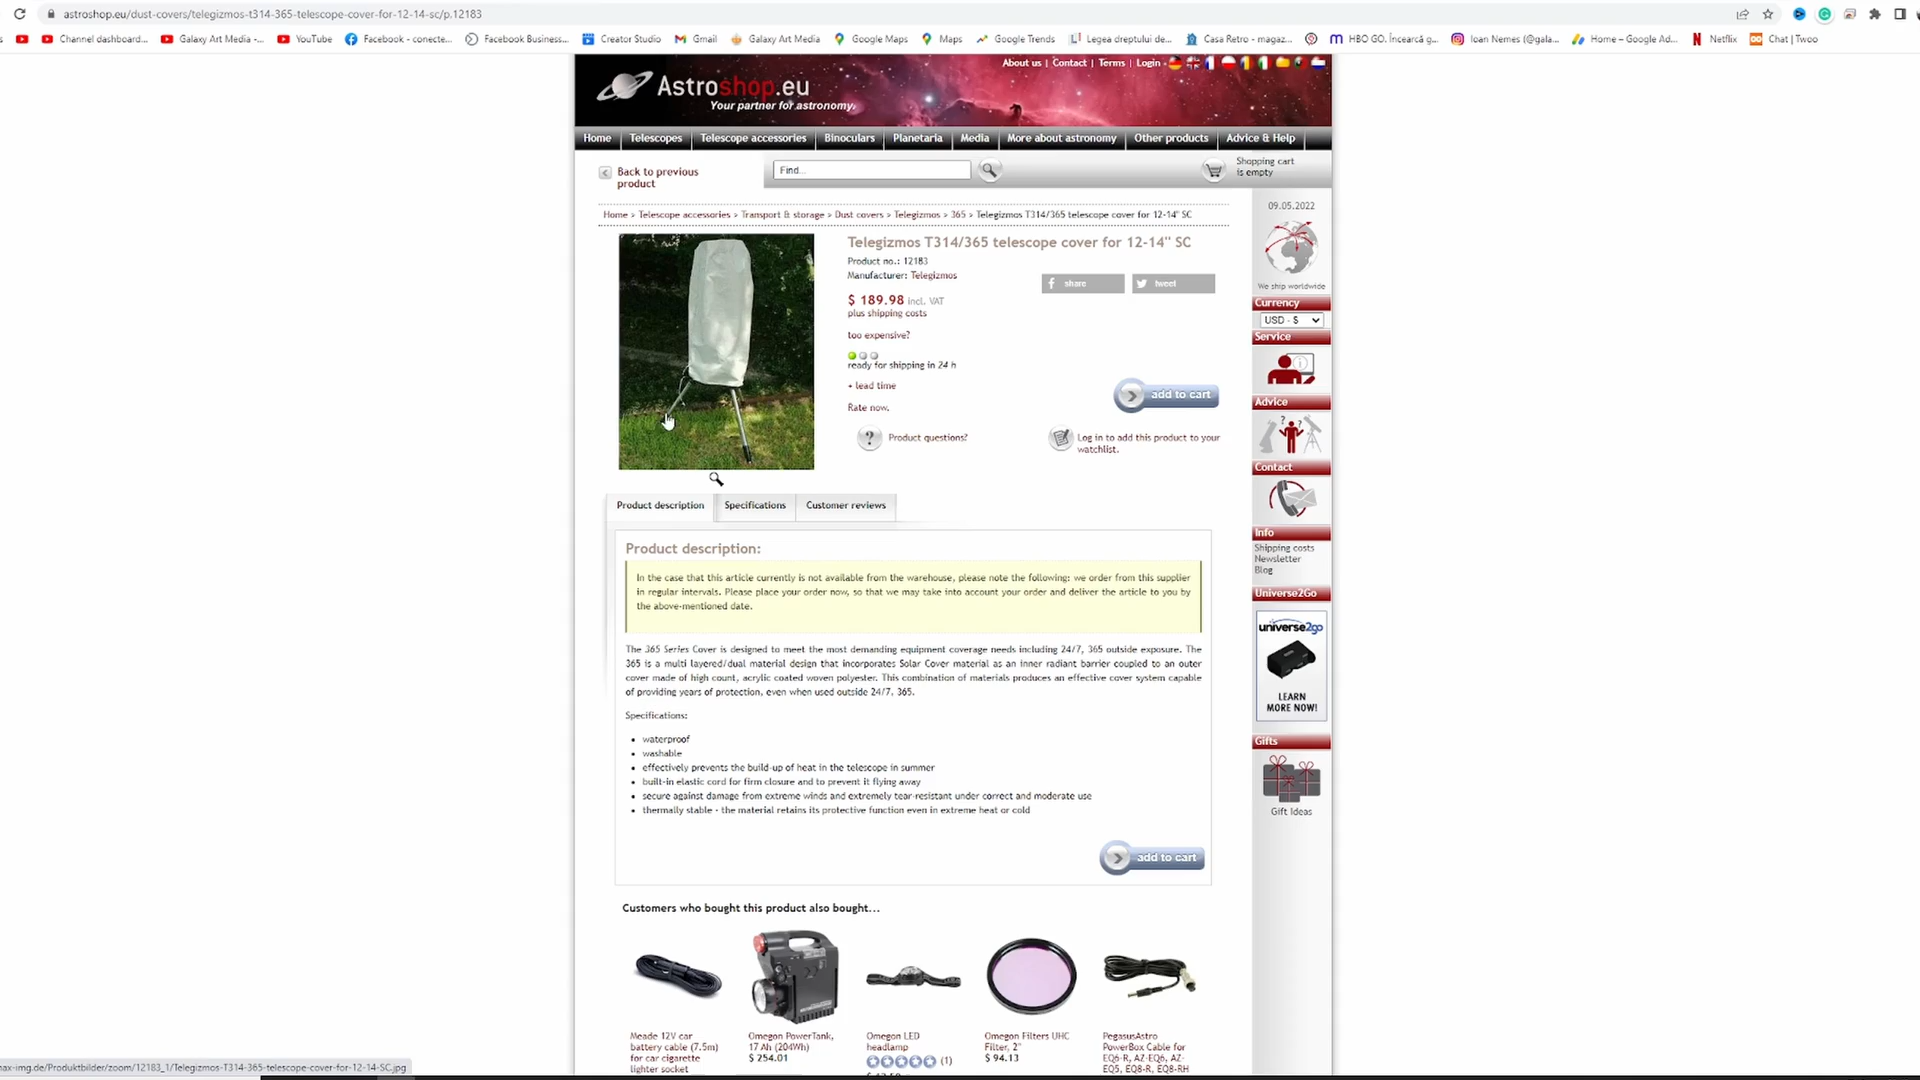 astroshop.eu/dust-covers/telegizmos-t314-365-telescope-cover-for-12-14-sc/p.12183
Channel dashboard... Galaxy Art Media -... YouTube Facebook - conecte... Facebook Business... Creator Studio Gmail Galaxy Art Media Google Maps Maps Google Trends Legea dreptului de... Casa Retro - magaz... HBO GO. Încearcă g... Ioan Nemes (@gala... Home – Google Ad... Netflix Chat | Twoo
About us | Contact | Terms | Login
Astroshop.eu
Your partner for astronomy.
Home Telescopes Telescope accessories Binoculars Planetaria Media More about astronomy Other products Advice & Help
Back to previous
product
Find...
Shopping cart
is empty
09.05.2022
Home > Telescope accessories > Transport & storage > Dust covers > Telegizmos > 365 > Telegizmos T314/365 telescope cover for 12-14" SC
Telegizmos T314/365 telescope cover for 12-14" SC
Product no.: 12183
Manufacturer: Telegizmos
share tweet
$ 189.98 incl. VAT
plus shipping costs
too expensive?
ready for shipping in 24 h
+ lead time
add to cart
Rate now.
Product questions?
Log in to add this product to your
watchlist.
We ship worldwide
Currency
USD - $
Service
Advice
Contact
Info
Shipping costs
Newsletter
Blog
Universe2Go
universe2go
LEARN
MORE NOW!
Gifts
Gift Ideas
Product description Specifications Customer reviews
Product description:
In the case that this article currently is not available from the warehouse, please note the following: we order from this supplier
in regular intervals. Please place your order now, so that we may take into account your order and deliver the article to you by
the above-mentioned date.
The 365 Series Cover is designed to meet the most demanding equipment coverage needs including 24/7, 365 outside exposure. The
365 is a multi layered/dual material design that incorporates Solar Cover material as an inner radiant barrier coupled to an outer
cover made of high count, acrylic coated woven polyester. This combination of materials produces an effective cover system capable
of providing years of protection, even when used outside 24/7, 365.
Specifications:
waterproof
washable
effectively prevents the build-up of heat in the telescope in summer
built-in elastic cord for firm closure and to prevent it flying away
secure against damage from extreme winds and extremely tear-resistant under correct and moderate use
thermally stable - the material retains its protective function even in extreme heat or cold
add to cart
Customers who bought this product also bought...
Meade 12V car
battery cable (7.5m)
for car cigarette
lighter socket
Omegon PowerTank,
17 Ah (204Wh)
$ 254.01
Omegon LED
headlamp
(1)
Omegon Filters UHC
Filter, 2"
$ 94.13
PegasusAstro
PowerBox Cable for
EQ6-R, AZ-EQ6, AZ-
EQ5, EQ8-R, EQ8-RH
nax-img.de/Produktbilder/zoom/12183_1/Telegizmos-T314-365-telescope-cover-for-12-14-SC.jpg